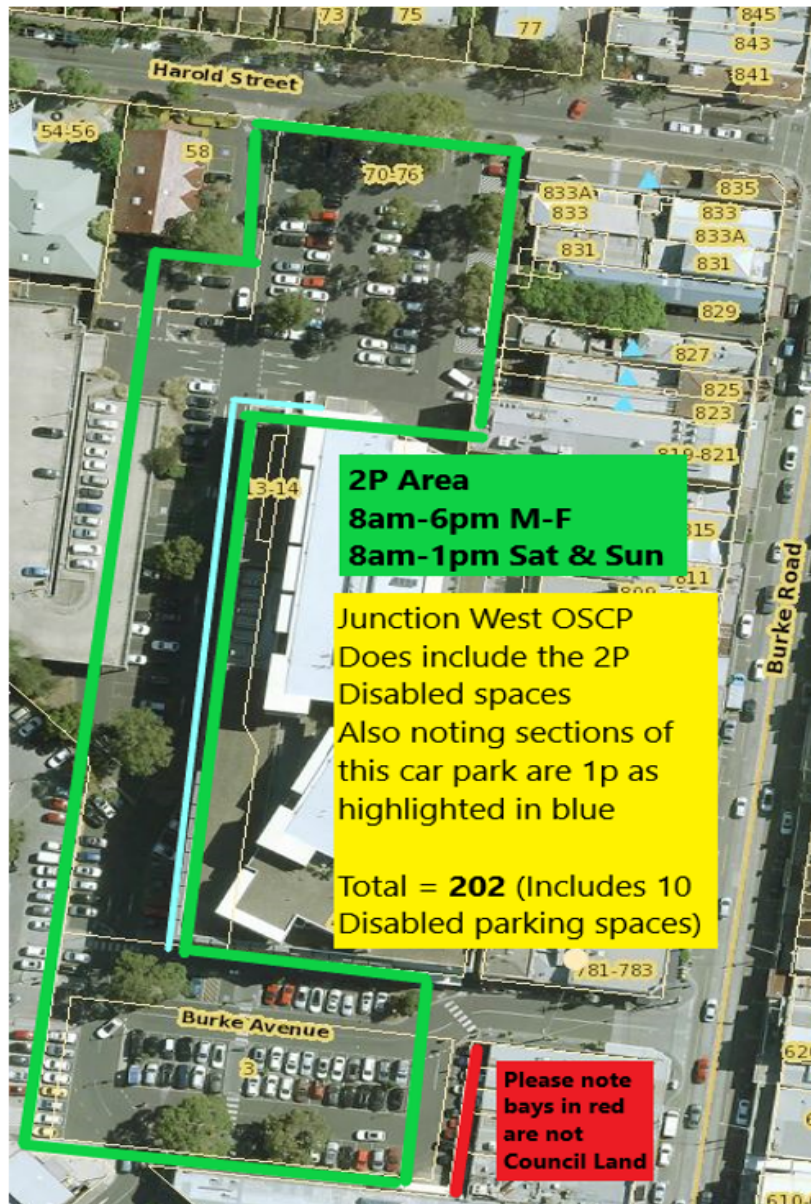 73
75
77
845
843
841
Harold Street
54-56
58
70-76
833A
835
833
833
833A
831
831
829
827
825
823
819-821
13-14
2P Area
8am-6pm M-F
8am-1pm Sat & Sun
815
811
Burke Road
Junction West OSCP
Does include the 2P
Disabled spaces
Also noting sections of
this car park are 1p as
highlighted in blue
Total = 202 (Includes 10
Disabled parking spaces)
781-783
Burke Avenue
3
Please note
bays in red
are not
Council Land